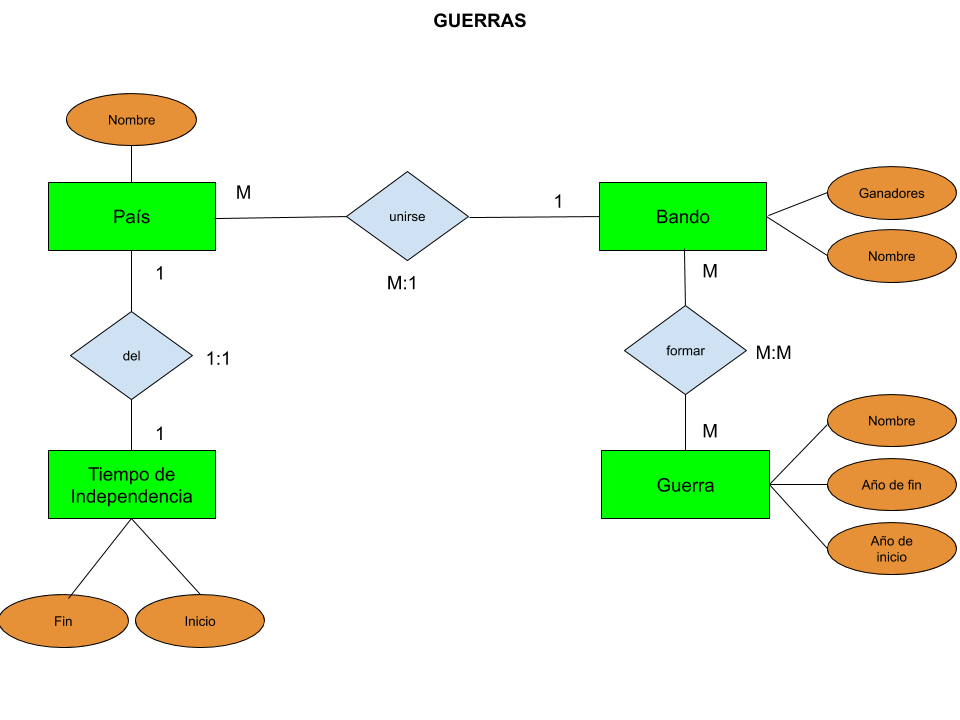 GUERRAS
Nombre
País
M
unirse
M:1
1
Bando
Ganadores
Nombre
1
del
1:1
1
M
formar
M:M
M
Tiempo de
Independencia
Guerra
Nombre
Año de fin
Año de
inicio
Fin
Inicio